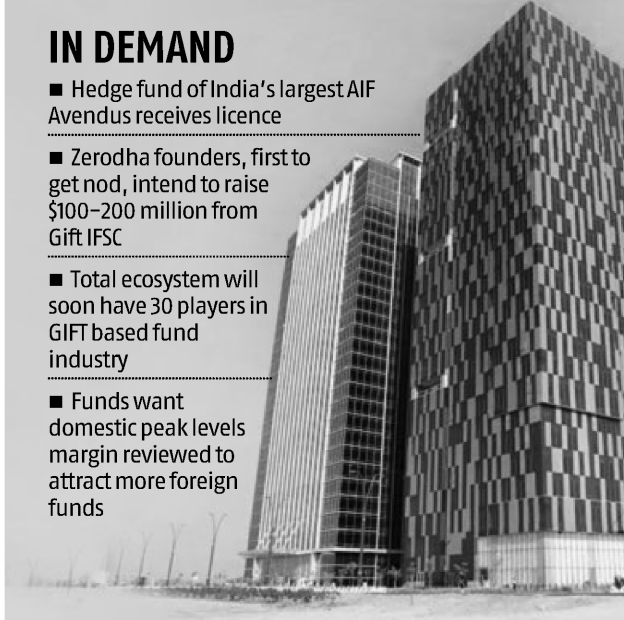 IN DEMAND
■ Hedge fund of India's largest AIF
Avendus receives licence
■ Zerodha founders, first to
get nod, intend to raise
$100–200 million from
Gift IFSC
■ Total ecosystem will
soon have 30 players in
GIFT based fund
industry
■ Funds want
domestic peak levels
margin reviewed to
attract more foreign
funds